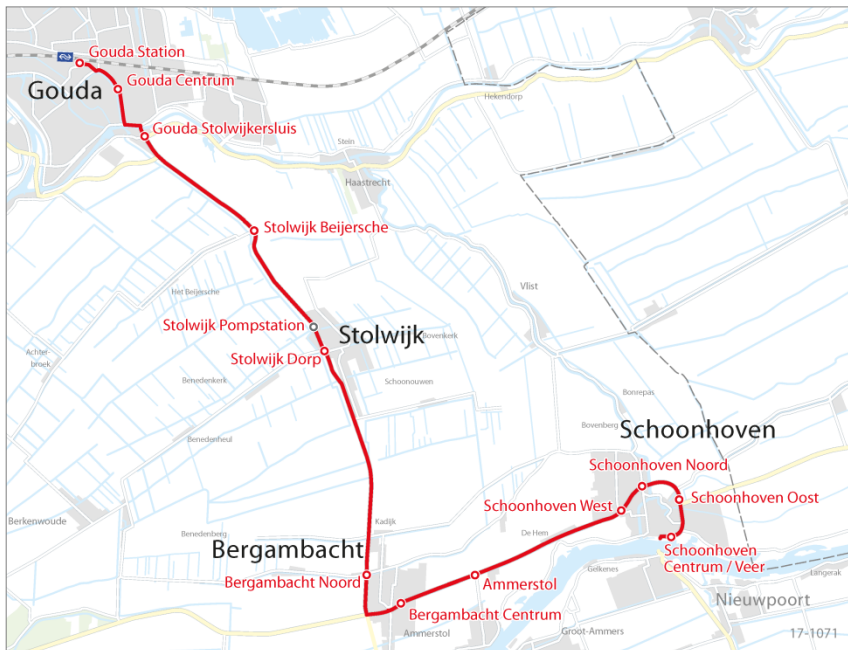 Gouda Station
Gouda
Gouda Centrum
Gouda Stolwijkersluis
Hekendorp
Stein
Haastrecht
Stolwijk Beijersche
Het Beijersche
Vlist
Stolwijk Pompstation
Stolwijk
Bovenkerk
Stolwijk Dorp
Achtel-
broek
Benedenkerk
Schoonouwen
Bonrepas
Benedenheul
Bovenberg
Schoonhoven
Schoonhoven Noord
Schoonhoven Oost
Schoonhoven West
Berkenwoude
Kadijk
Benedenberg
De Hem
Bergambacht
Schoonhoven
Centrum / Veer
Bergambacht Noord
Ammerstol
Gelkenes
Langerak
Nieuwpoort
Bergambacht Centrum
Ammerstol
Groot-Ammers
17-1071